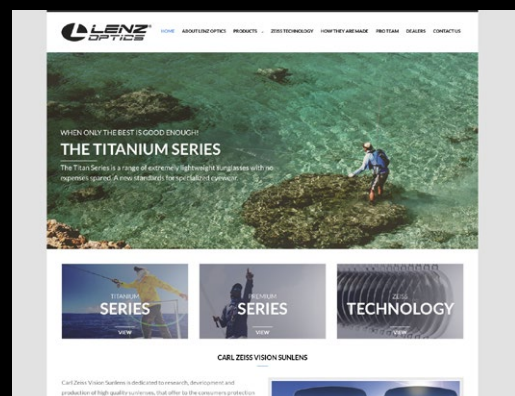 LENZ
OPTICS
HOME ABOUT LENZ OPTICS PRODUCTS ZEISS TECHNOLOGY HOW THEY ARE MADE PRO TEAM DEALERS CONTACT US
WHEN ONLY THE BEST IS GOOD ENOUGH!
THE TITANIUM SERIES
The Titan Series is a range of extremely lightweight sunglasses with no
expenses spared. A new standards for specialized eyewear.
TITANIUM
SERIES
VIEW
PREMIUM
SERIES
VIEW
ZEISS
TECHNOLOGY
VIEW
CARL ZEISS VISION SUNLENS
Carl Zeiss Vision Sunlens is dedicated to research, development and
production of high quality sunlenses, that offer to the consumers protection